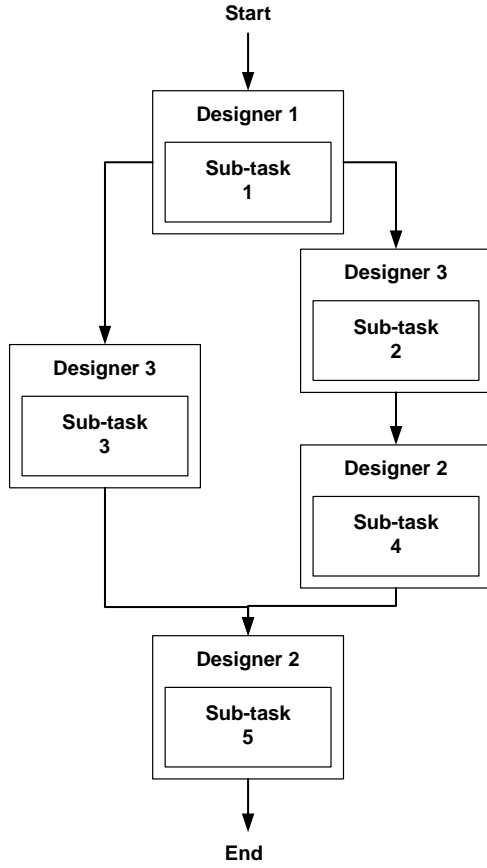 Start
Designer 1
Sub-task
1
Designer 3
Sub-task
2
Designer 3
Sub-task
3
Designer 2
Sub-task
4
Designer 2
Sub-task
5
End